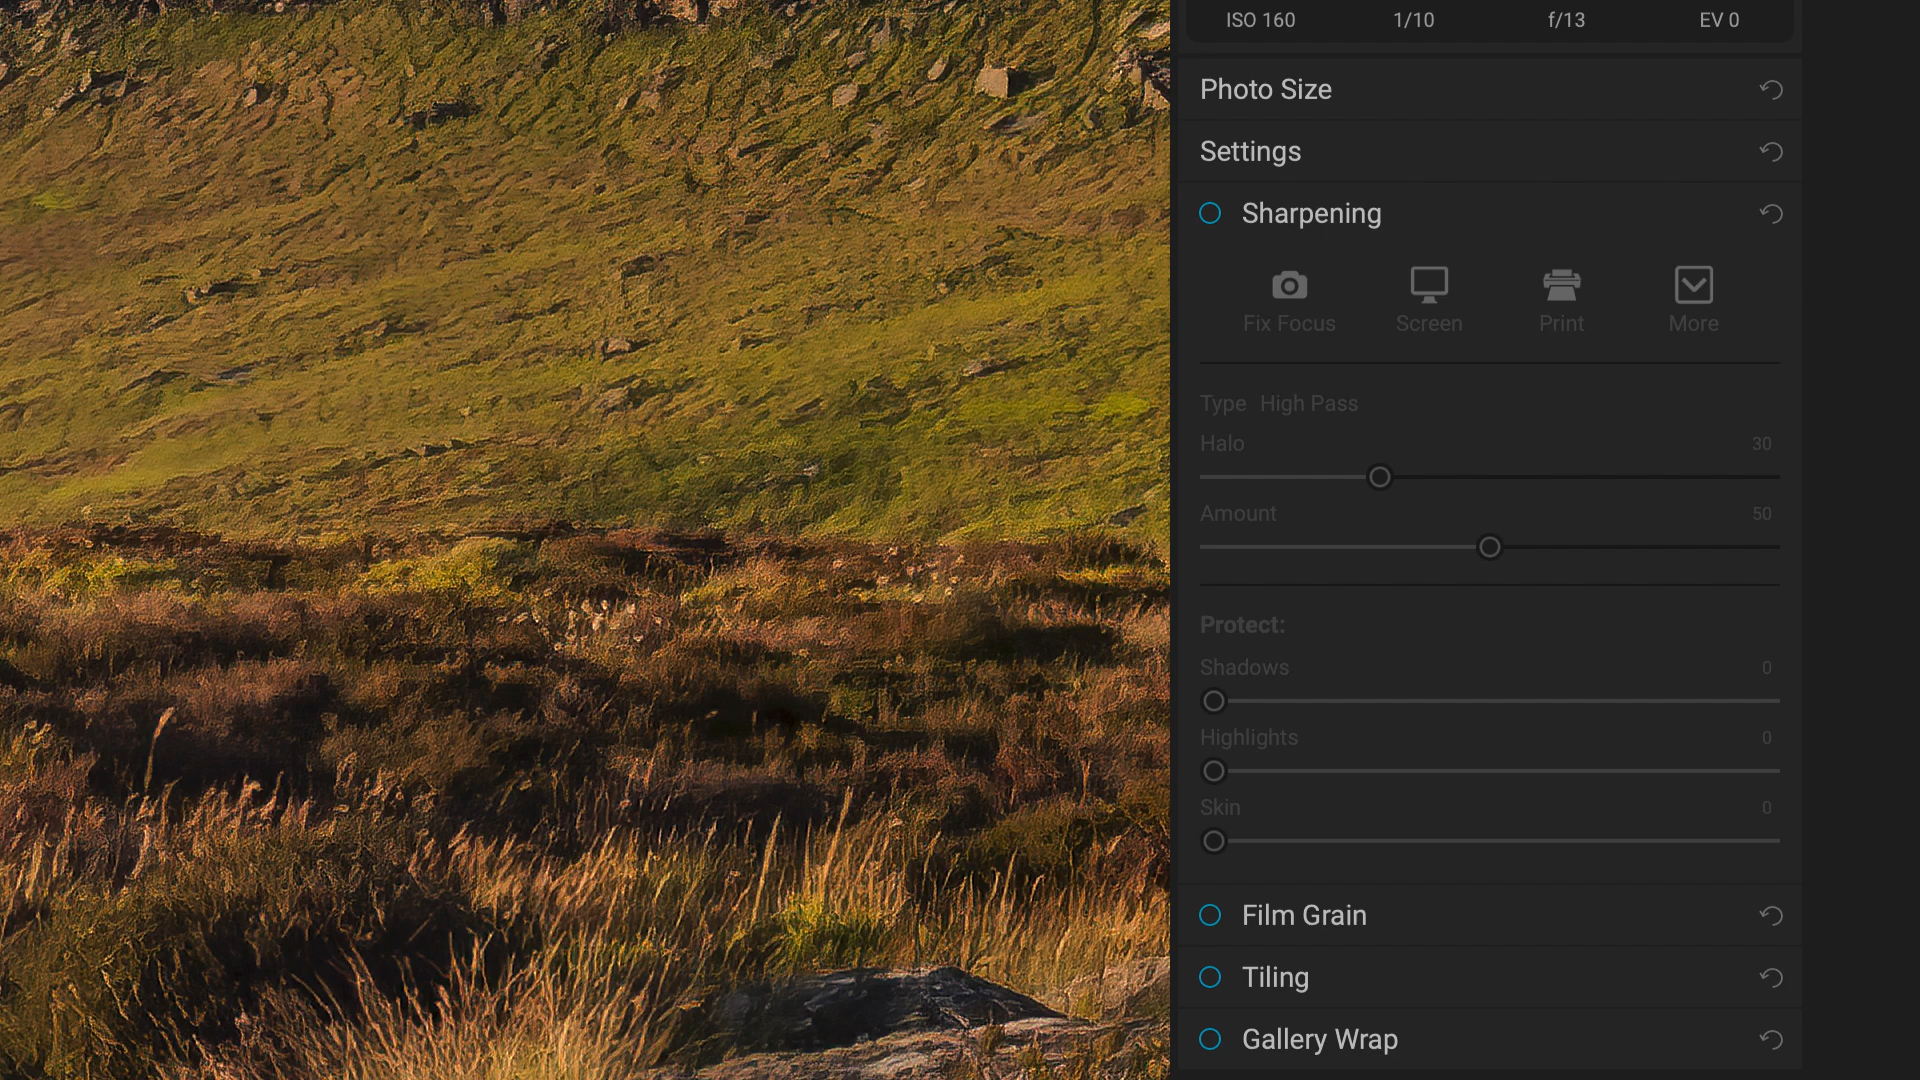 ISO 160 1/10 f/13 EV 0
Photo Size
Settings
Sharpening
Fix Focus Screen Print More
Type High Pass
Halo 30
Amount 50
Protect:
Shadows 0
Highlights 0
Skin 0
Film Grain
Tiling
Gallery Wrap